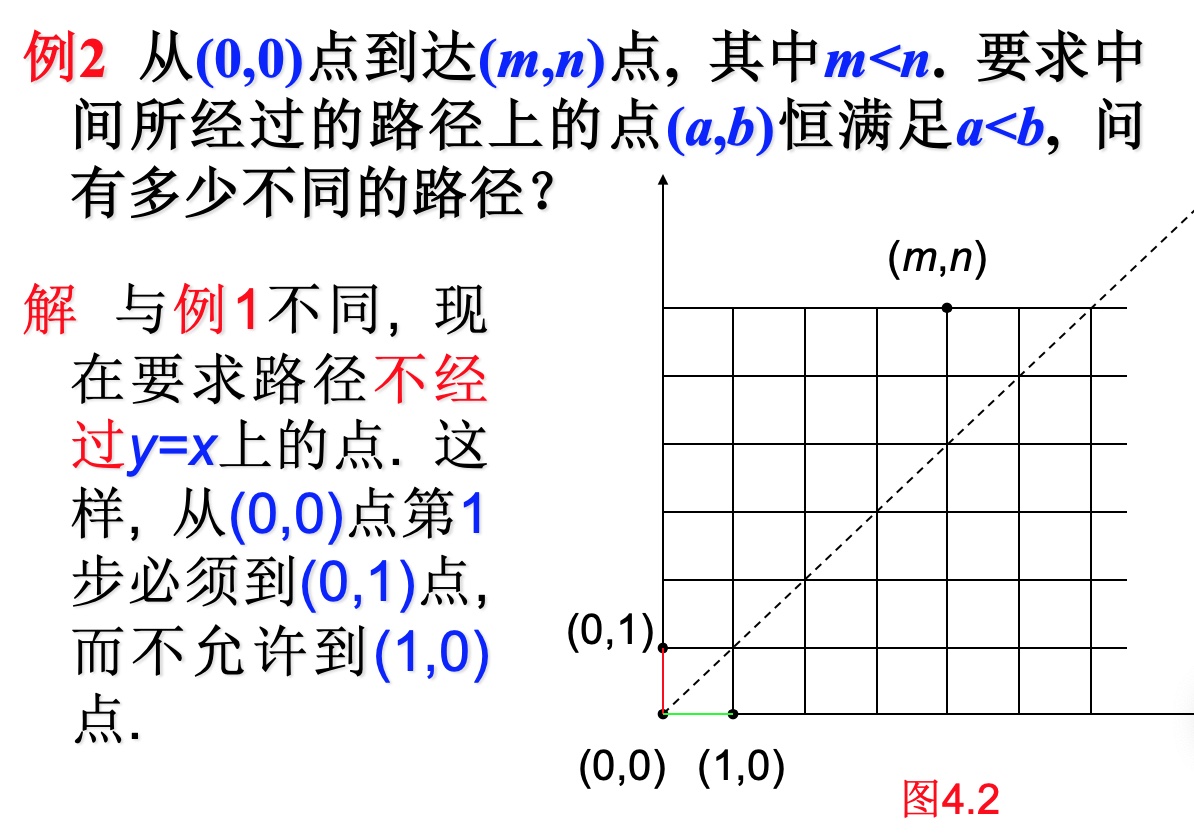 例2 从(0,0)点到达(m,n)点, 其中m<n. 要求中
间所经过的路径上的点(a,b)恒满足a<b, 问
有多少不同的路径?
(m,n)
解 与例1不同, 现
在要求路径不经
过y=x上的点. 这
样, 从(0,0)点第1
步必须到(0,1)点,
而不允许到(1,0)
点.
(0,1)
(0,0) (1,0)
图4.2